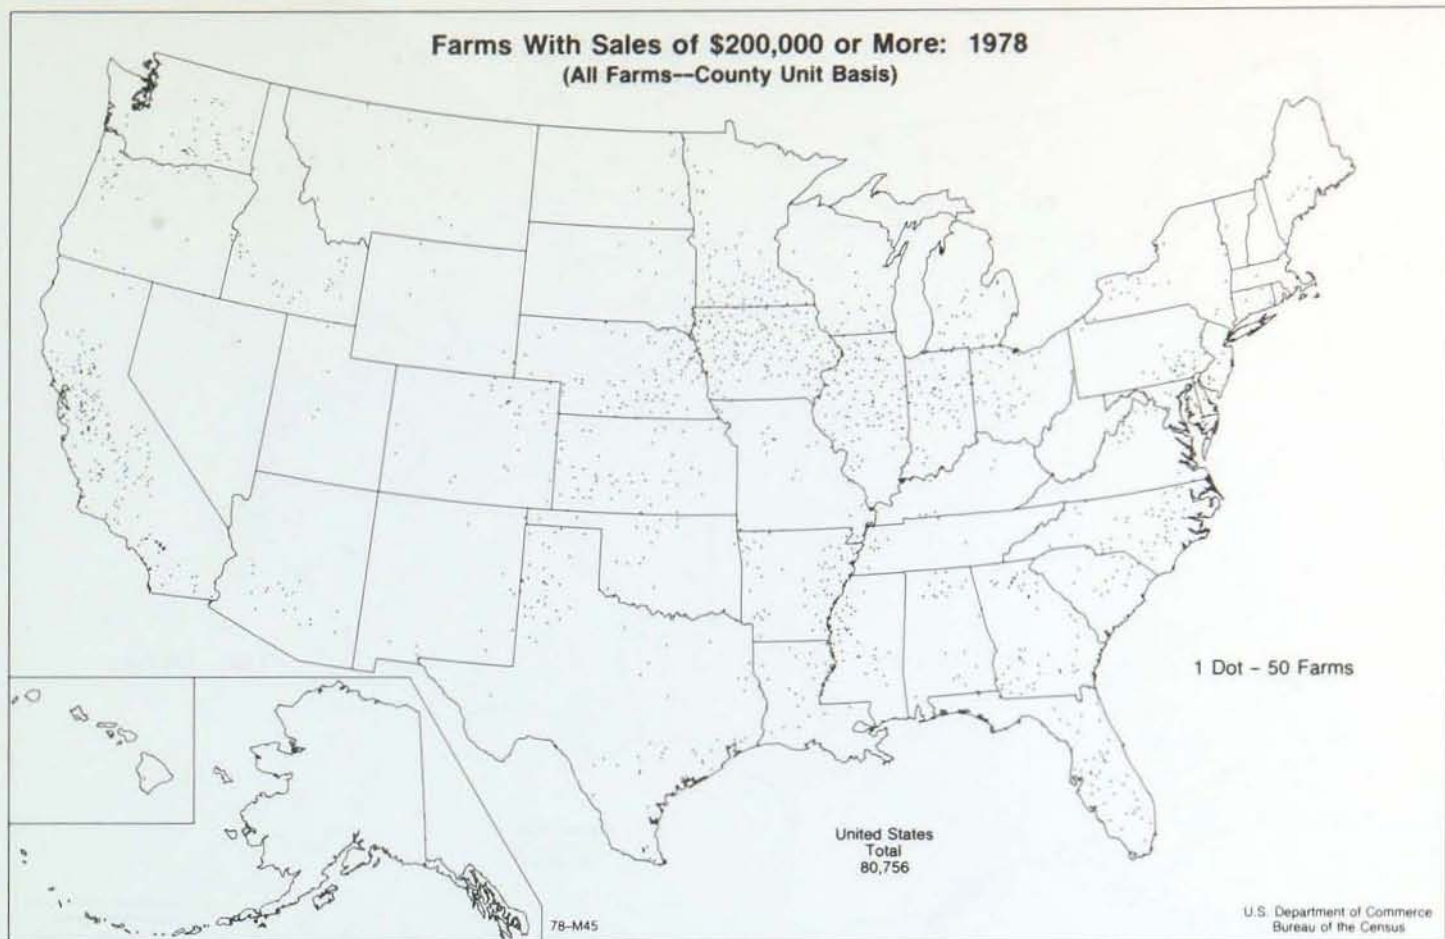 Farms With Sales of $200,000 or More: 1978
(All Farms--County Unit Basis)
1 Dot – 50 Farms
United States
Total
80,756
78–M45
U.S. Department of Commerce
Bureau of the Census